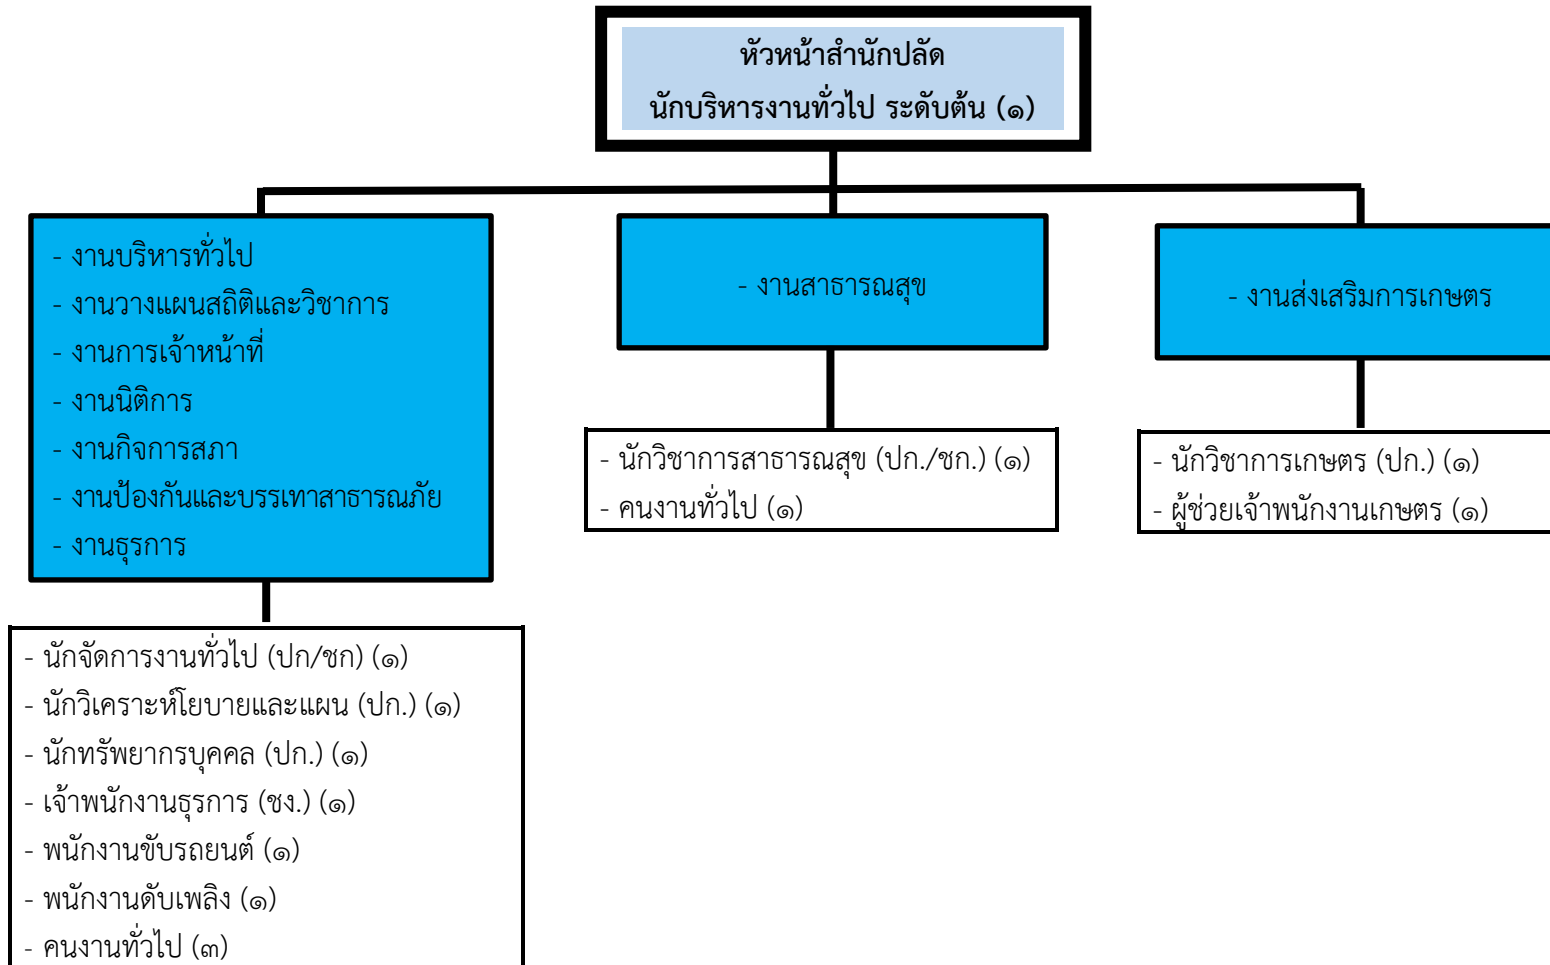 หัวหน้าสำนักปลัด
นักบริหารงานทั่วไป ระดับต้น (๑)
- งานบริหารทั่วไป
- งานวางแผนสถิติและวิชาการ
- งานการเจ้าหน้าที่
- งานนิติการ
- งานกิจการสภา
- งานป้องกันและบรรเทาสาธารณภัย
- งานธุรการ
- งานสาธารณสุข
- งานส่งเสริมการเกษตร
- นักวิชาการสาธารณสุข (ปก./ชก.) (๑)
- คนงานทั่วไป (๑)
- นักวิชาการเกษตร (ปก.) (๑)
- ผู้ช่วยเจ้าพนักงานเกษตร (๑)
- นักจัดการงานทั่วไป (ปก/ชก) (๑)
- นักวิเคราะห์โยบายและแผน (ปก.) (๑)
- นักทรัพยากรบุคคล (ปก.) (๑)
- เจ้าพนักงานธุรการ (ชง.) (๑)
- พนักงานขับรถยนต์ (๑)
- พนักงานดับเพลิง (๑)
- คนงานทั่วไป (๓)